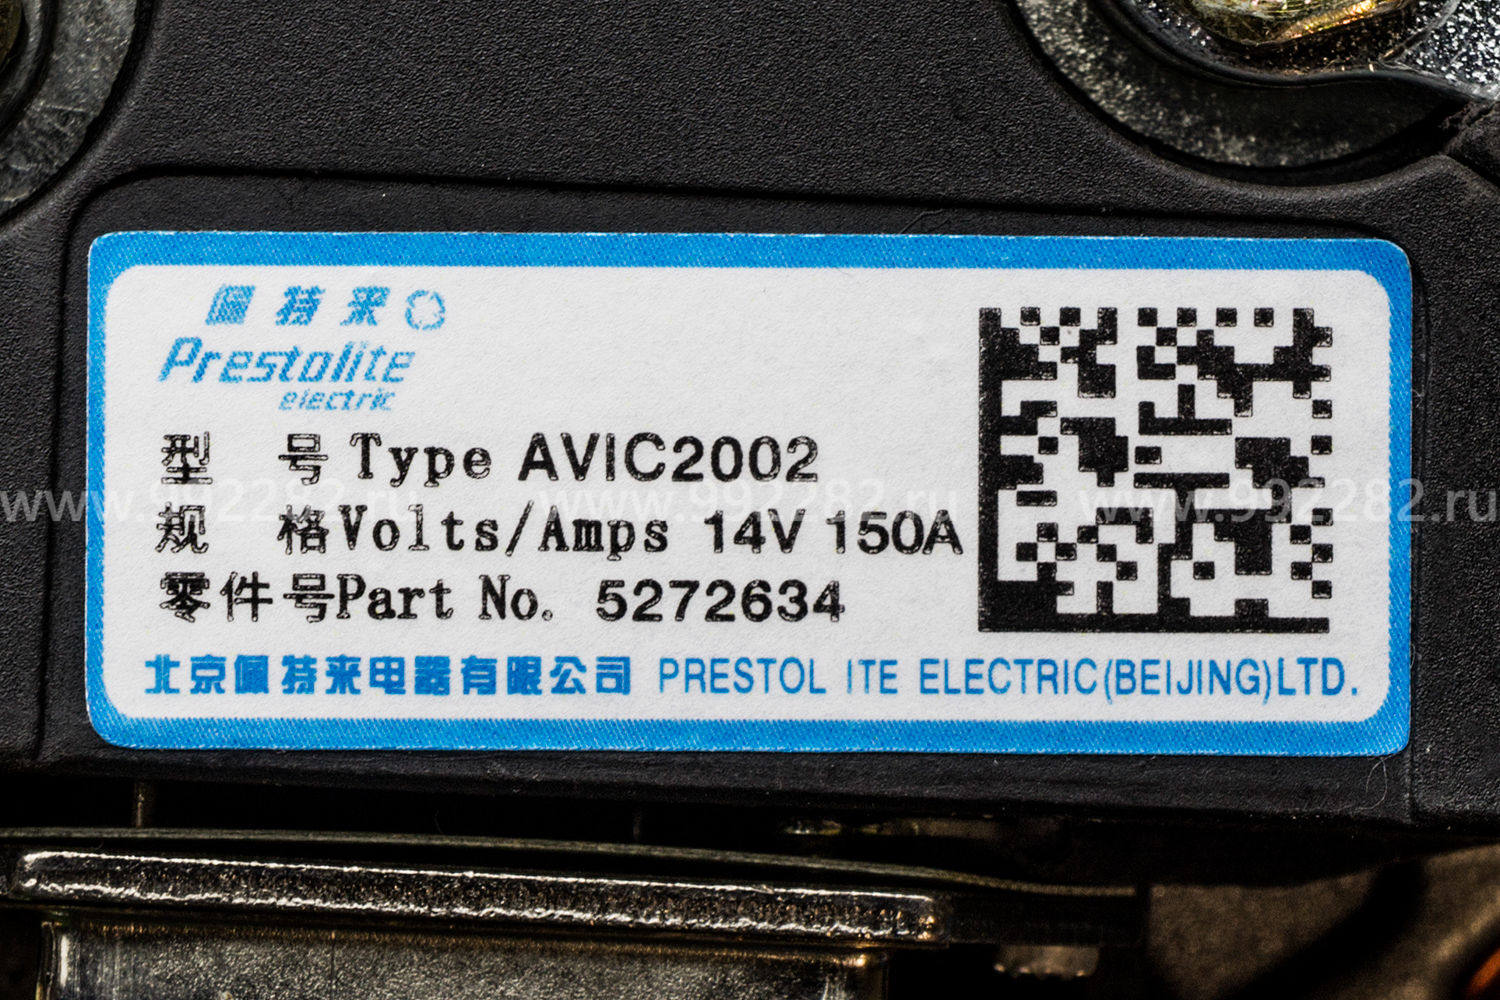 佩特来
Prestolite
electric
型 号 Type AVIC2002
www.992282.ru www.992282.ru www.992282.ru
规 格 Volts/Amps 14V 150A
零件号 Part No. 5272634
北京佩特来电器有限公司 PRESTOL ITE ELECTRIC(BEIJING)LTD.